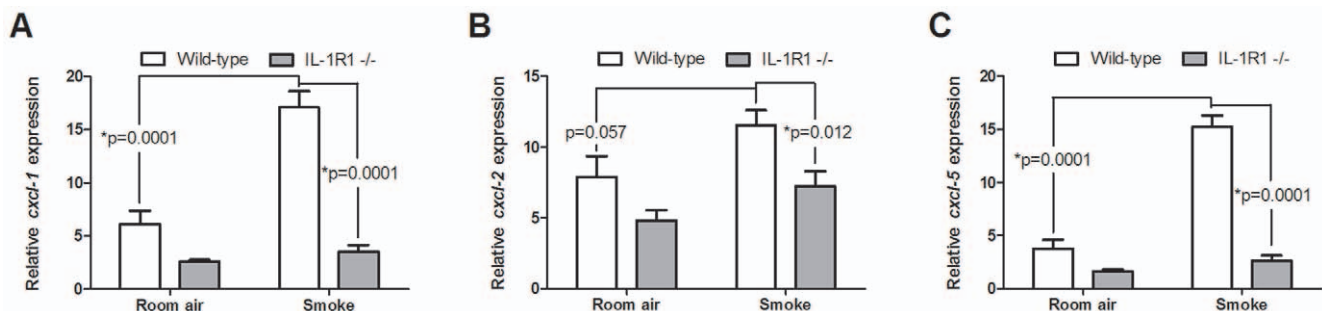 A
Wild-type IL-1R1 -/-
Relative cxcl-1 expression
20
15
10
5
0
*p=0.0001
*p=0.0001
Room air Smoke
B
Wild-type IL-1R1 -/-
Relative cxcl-2 expression
15
10
5
0
p=0.057
*p=0.012
Room air Smoke
C
Wild-type IL-1R1 -/-
Relative cxcl-5 expression
20
15
10
5
0
*p=0.0001
*p=0.0001
Room air Smoke